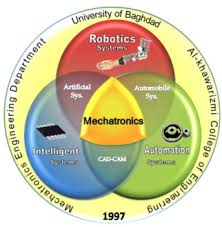 University of Baghdad
Mechatronics Engineering Department
Al-khawarizmi College of Engineering
Robotics
Systems
Artificial
Sys.
Automobile
Sys.
Mechatronics
Intelligent
Systems
CAD-CAM
Automation
Systems
1997